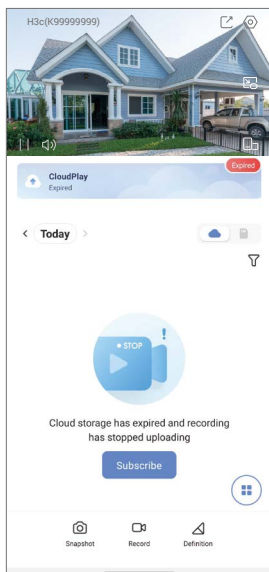 H3c(K99999999)
Expired
CloudPlay
Expired
Today
STOP
Cloud storage has expired and recording
has stopped uploading
Subscribe
Snapshot
Record
Definition